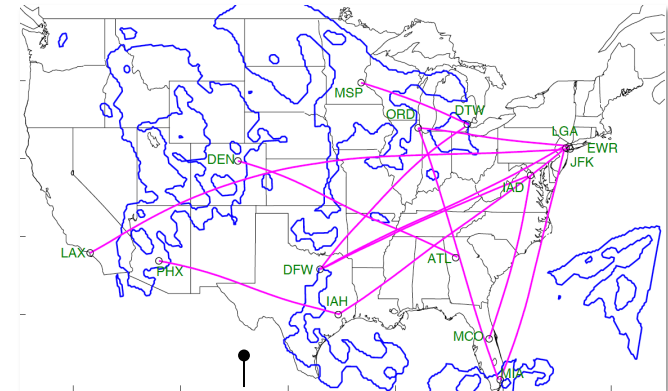 MSP
ORD
DTW
LGA
EWR
JFK
DEN
IAD
LAX
PHX
DFW
ATL
IAH
MCO
MIA